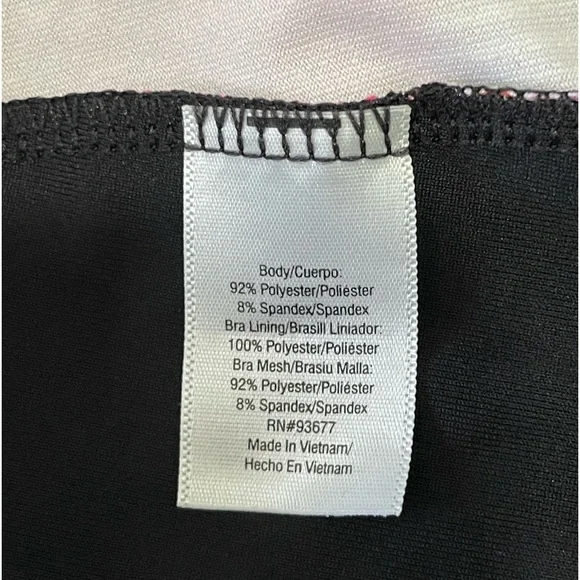 Body/Cuerpo:
92% Polyester/Poliéster
8% Spandex/Spandex
Bra Lining/Brasill Liniador:
100% Polyester/Poliéster
Bra Mesh/Brasiu Malla:
92% Polyester/Poliéster
8% Spandex/Spandex
RN#93677
Made In Vietnam/
Hecho En Vietnam